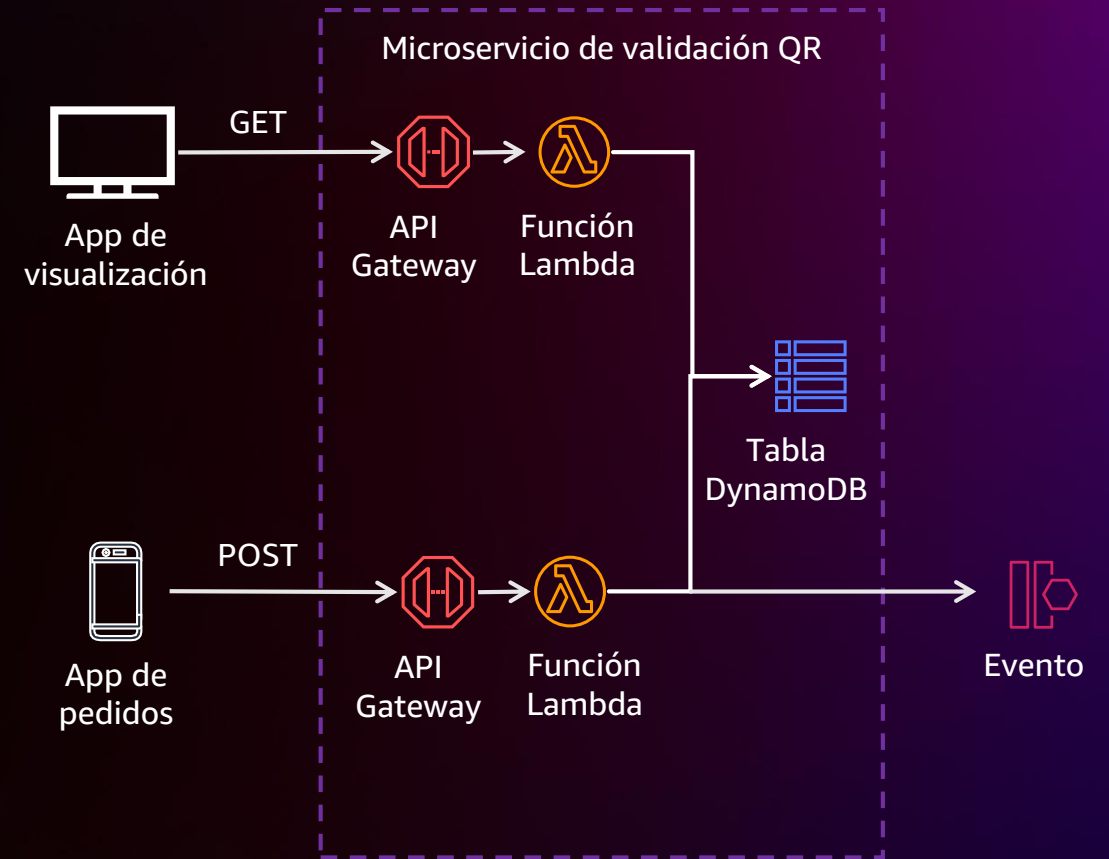 Microservicio de validación QR
GET
App de
visualización
API
Gateway
Función
Lambda
Tabla
DynamoDB
POST
App de
pedidos
API
Gateway
Función
Lambda
Evento